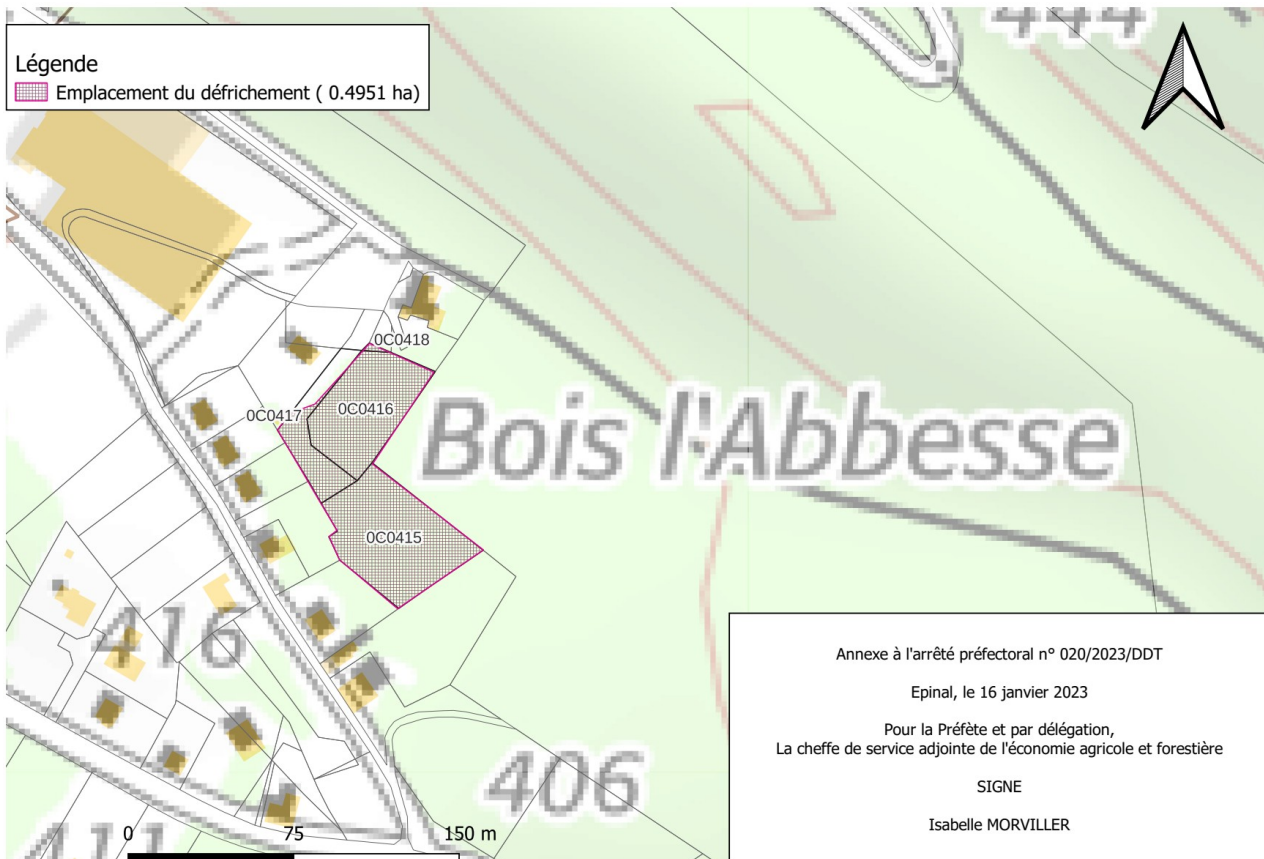 Légende
Emplacement du défrichement ( 0.4951 ha)
444
0C0418
0C0417
0C0416
Bois l'Abbesse
0C0415
416
406
411
0 75 150 m
Annexe à l'arrêté préfectoral n° 020/2023/DDT
Epinal, le 16 janvier 2023
Pour la Préfète et par délégation,
La cheffe de service adjointe de l'économie agricole et forestière
SIGNE
Isabelle MORVILLER